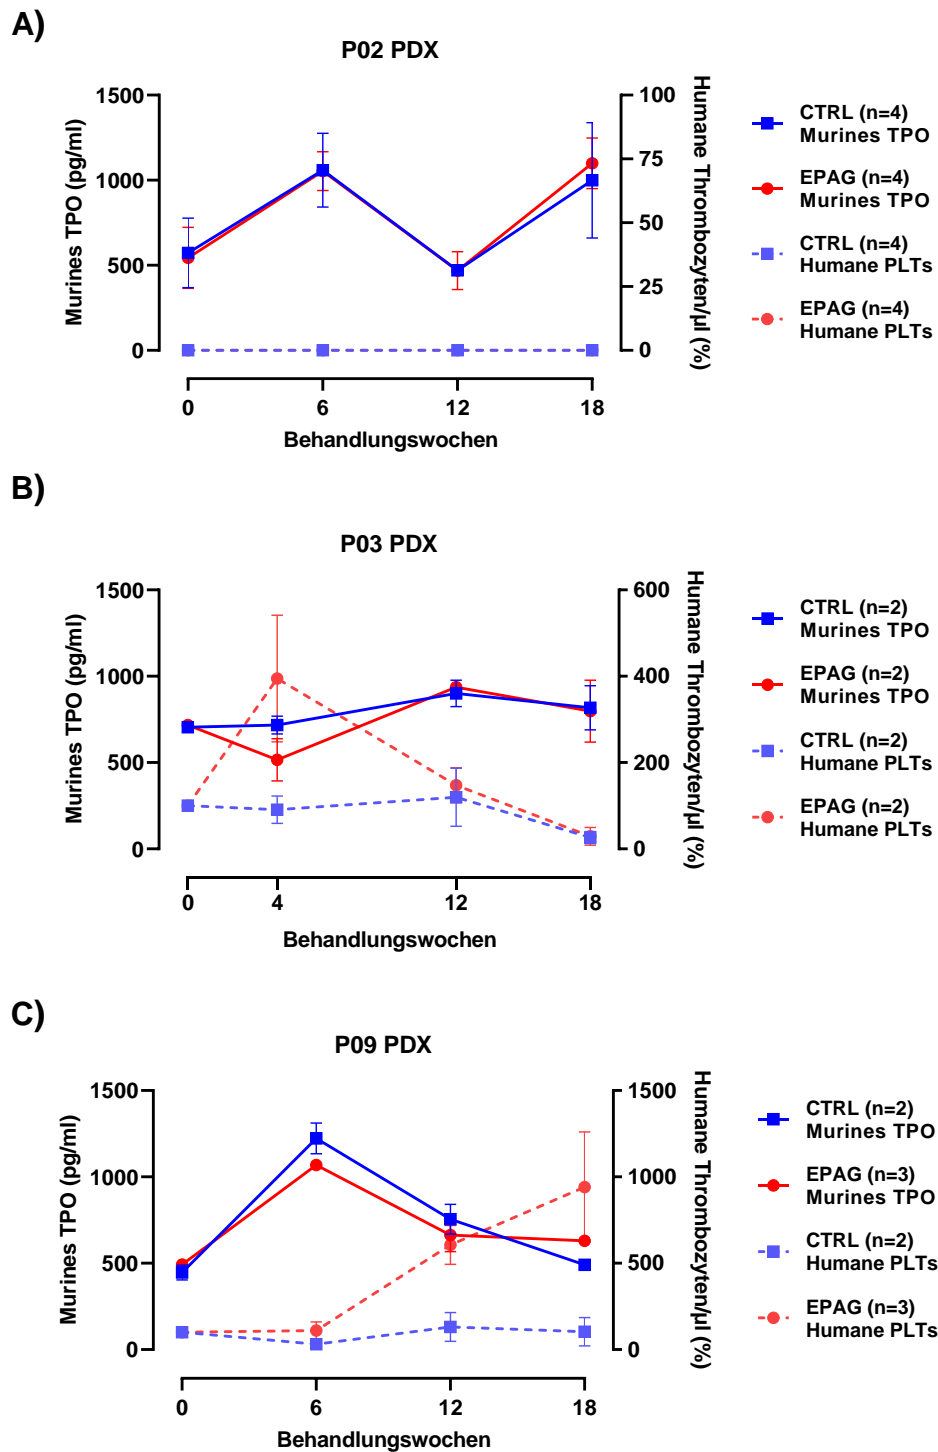 A)
P02 PDX
1500
1000
500
0
Murines TPO (pg/ml)
100
75
50
25
0
Humane Thrombozyten/µl (%)
0
6
12
18
Behandlungswochen
CTRL (n=4)
Murines TPO
EPAG (n=4)
Murines TPO
CTRL (n=4)
Humane PLTs
EPAG (n=4)
Humane PLTs
B)
P03 PDX
1500
1000
500
0
Murines TPO (pg/ml)
600
400
200
0
Humane Thrombozyten/µl (%)
0
4
12
18
Behandlungswochen
CTRL (n=2)
Murines TPO
EPAG (n=2)
Murines TPO
CTRL (n=2)
Humane PLTs
EPAG (n=2)
Humane PLTs
C)
P09 PDX
1500
1000
500
0
Murines TPO (pg/ml)
1500
1000
500
0
Humane Thrombozyten/µl (%)
0
6
12
18
Behandlungswochen
CTRL (n=2)
Murines TPO
EPAG (n=3)
Murines TPO
CTRL (n=2)
Humane PLTs
EPAG (n=3)
Humane PLTs